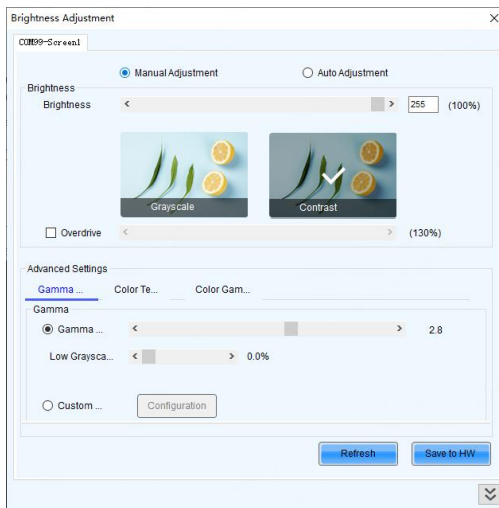 Brightness Adjustment
COM99-Screen1
Manual Adjustment Auto Adjustment
Brightness
Brightness 255 (100%)
Grayscale Contrast
Overdrive (130%)
Advanced Settings
Gamma ... Color Te... Color Gam...
Gamma
Gamma ... 2.8
Low Graysca... 0.0%
Custom ... Configuration
Refresh Save to HW